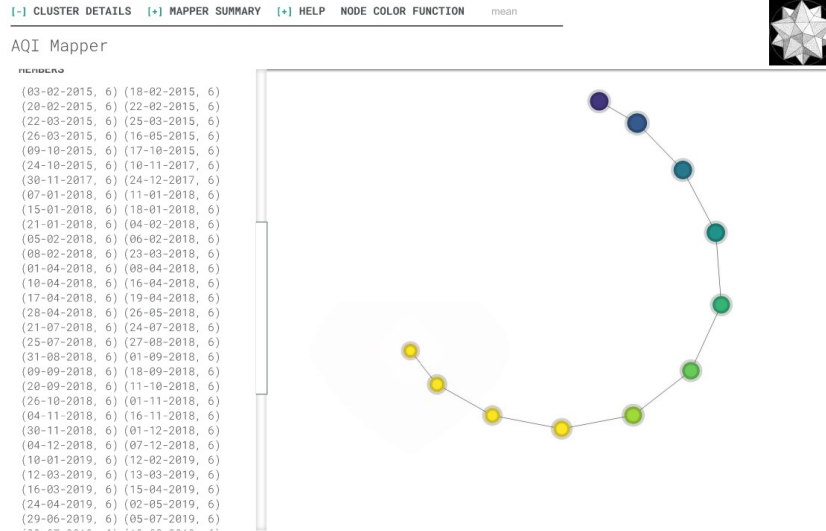 [-] CLUSTER DETAILS [+] MAPPER SUMMARY [+] HELP NODE COLOR FUNCTION mean
AQI Mapper
MEMBERS
(03-02-2015, 6) (18-02-2015, 6)
(20-02-2015, 6) (22-02-2015, 6)
(22-03-2015, 6) (25-03-2015, 6)
(26-03-2015, 6) (16-05-2015, 6)
(09-10-2015, 6) (17-10-2015, 6)
(24-10-2015, 6) (10-11-2017, 6)
(30-11-2017, 6) (24-12-2017, 6)
(07-01-2018, 6) (11-01-2018, 6)
(15-01-2018, 6) (18-01-2018, 6)
(21-01-2018, 6) (04-02-2018, 6)
(05-02-2018, 6) (06-02-2018, 6)
(08-02-2018, 6) (23-03-2018, 6)
(01-04-2018, 6) (08-04-2018, 6)
(10-04-2018, 6) (16-04-2018, 6)
(17-04-2018, 6) (19-04-2018, 6)
(28-04-2018, 6) (26-05-2018, 6)
(21-07-2018, 6) (24-07-2018, 6)
(25-07-2018, 6) (27-08-2018, 6)
(31-08-2018, 6) (01-09-2018, 6)
(09-09-2018, 6) (18-09-2018, 6)
(20-09-2018, 6) (11-10-2018, 6)
(26-10-2018, 6) (01-11-2018, 6)
(04-11-2018, 6) (16-11-2018, 6)
(30-11-2018, 6) (01-12-2018, 6)
(04-12-2018, 6) (07-12-2018, 6)
(10-01-2019, 6) (12-02-2019, 6)
(12-03-2019, 6) (13-03-2019, 6)
(16-03-2019, 6) (15-04-2019, 6)
(24-04-2019, 6) (02-05-2019, 6)
(29-06-2019, 6) (05-07-2019, 6)